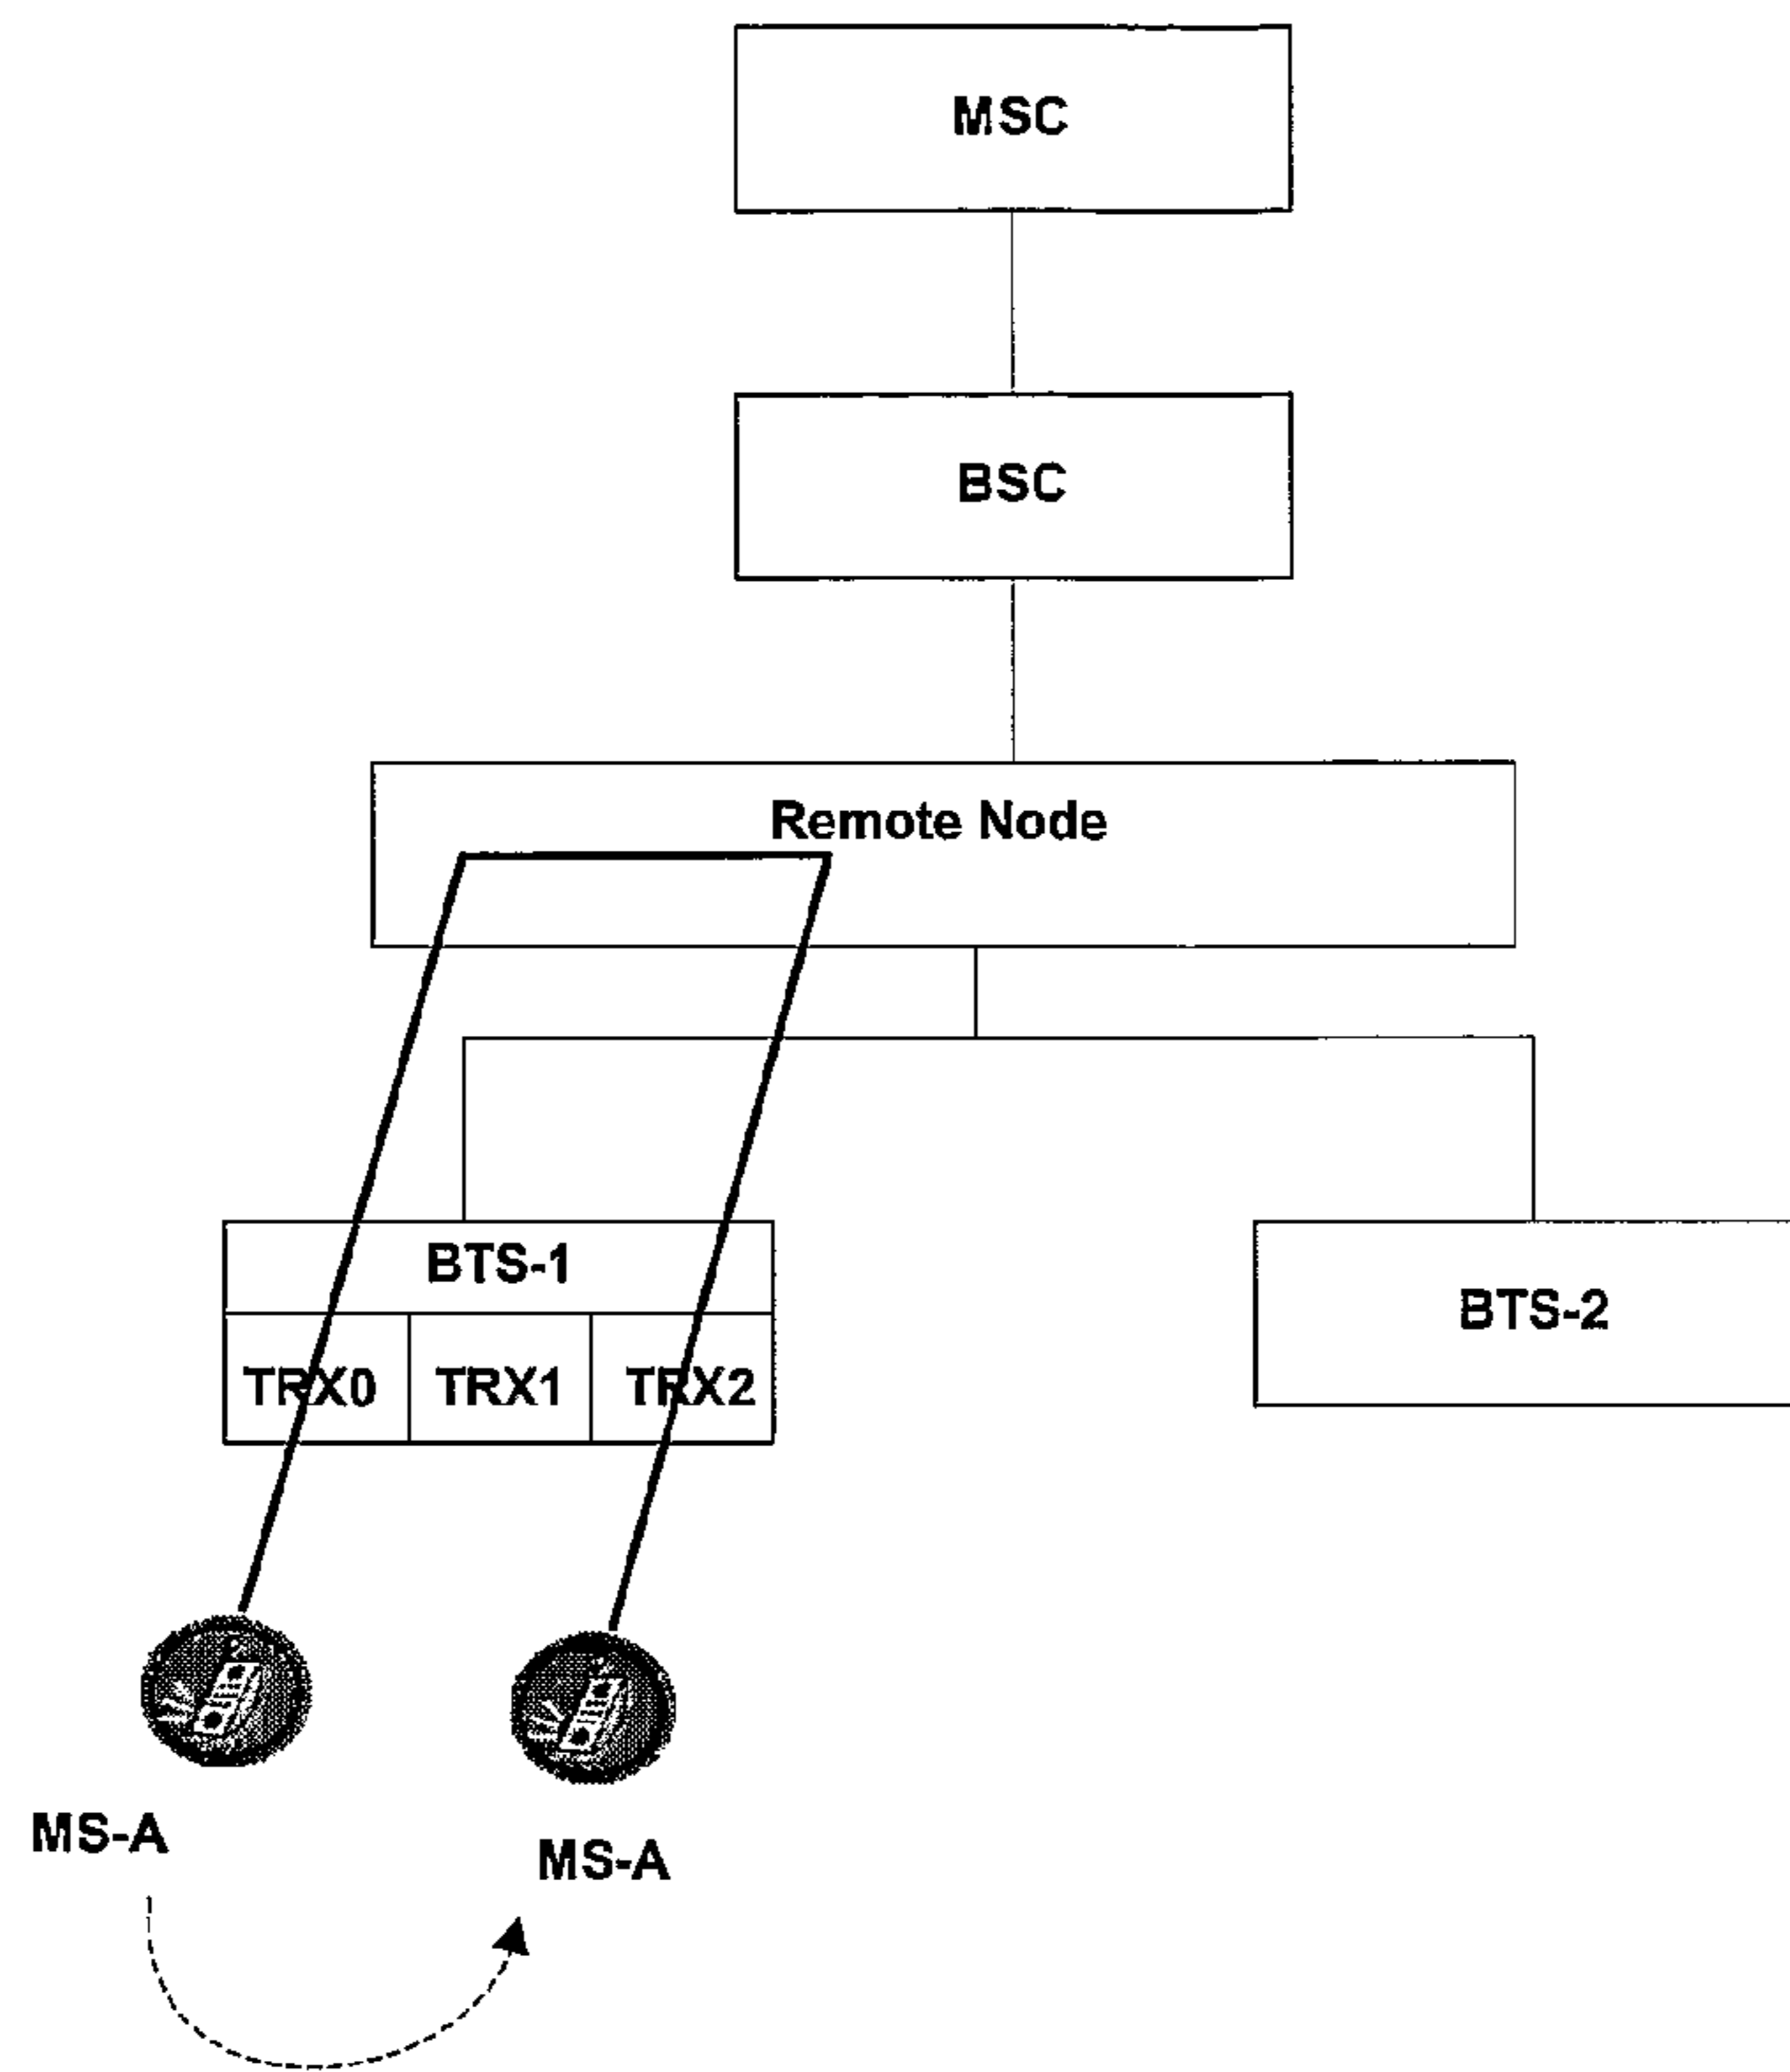 MSC
BSC
Remote Node
BTS-1
BTS-2
TRX0
TRX1
TRX2
MS-A
MS-A